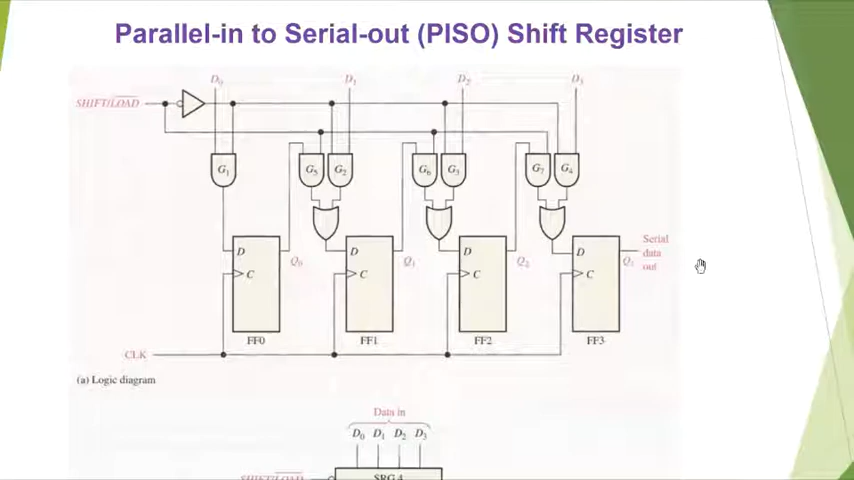 Parallel-in to Serial-out (PISO) Shift Register
D₀ D₁ D₂ D₃
SHIFT/LOAD
G₁ G₅ G₂ G₆ G₃ G₇ G₄
D D D D
Q₀ Q₁ Q₂ Q₃
Serial
data
out
C C C C
FF0 FF1 FF2 FF3
CLK
(a) Logic diagram
Data in
D₀ D₁ D₂ D₃
SHIFT/LOAD
SRG 4